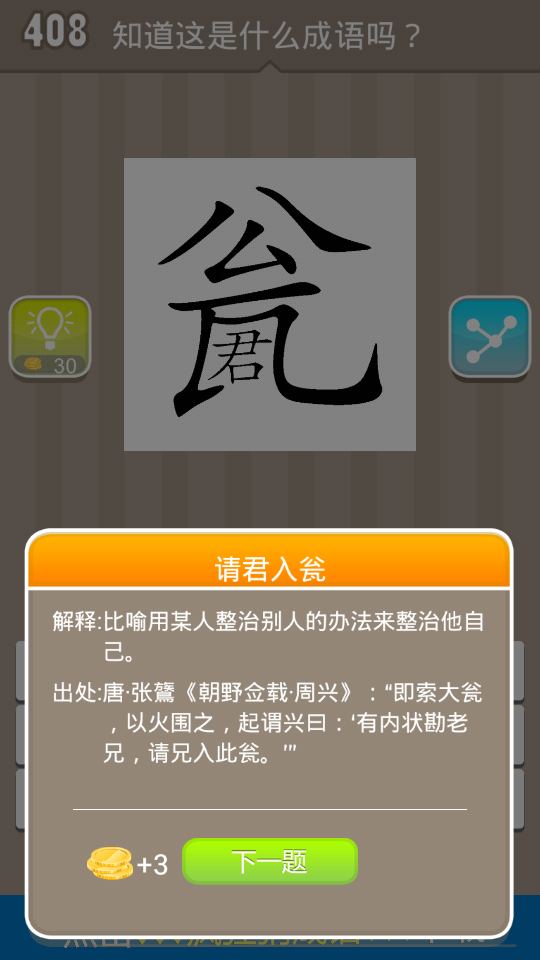 408 知道这是什么成语吗？
瓮
君
30
请君入瓮
解释:比喻用某人整治别人的办法来整治他自
己。
出处:唐·张鷟《朝野佥载·周兴》：“即索大瓮
，以火围之，起谓兴曰：‘有内状勘老
兄，请兄入此瓮。’”
+3 下一题